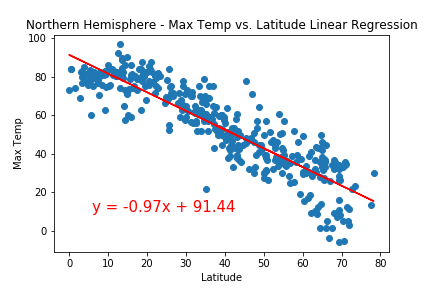 Northern Hemisphere - Max Temp vs. Latitude Linear Regression
100
80
60
40
20
0
Max Temp
y = -0.97x + 91.44
0 10 20 30 40 50 60 70 80
Latitude